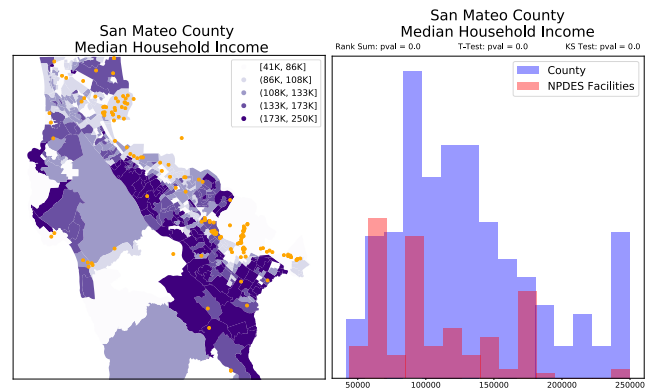 San Mateo County
Median Household Income
[41K, 86K]
(86K, 108K]
(108K, 133K]
(133K, 173K]
(173K, 250K]
San Mateo County
Median Household Income
Rank Sum: pval = 0.0 T-Test: pval = 0.0 KS Test: pval = 0.0
County
NPDES Facilities
50000 100000 150000 200000 250000